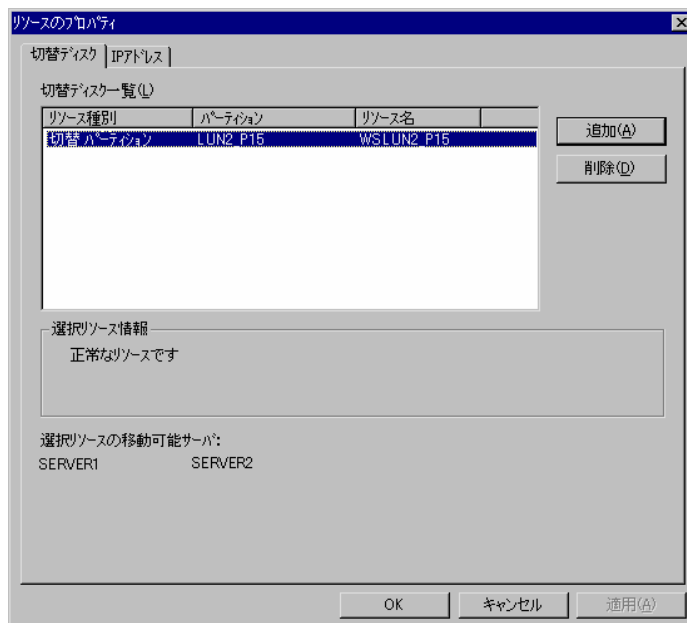 リソースのプロパティ
切替ディスク IPアドレス
切替ディスク一覧(L)
リソース種別 パーティション リソース名
切替 パーティション LUN2_P15 WSLUN2_P15
追加(A)
削除(D)
選択リソース情報
正常なリソースです
選択リソースの移動可能サーバ:
SERVER1 SERVER2
OK キャンセル 適用(A)